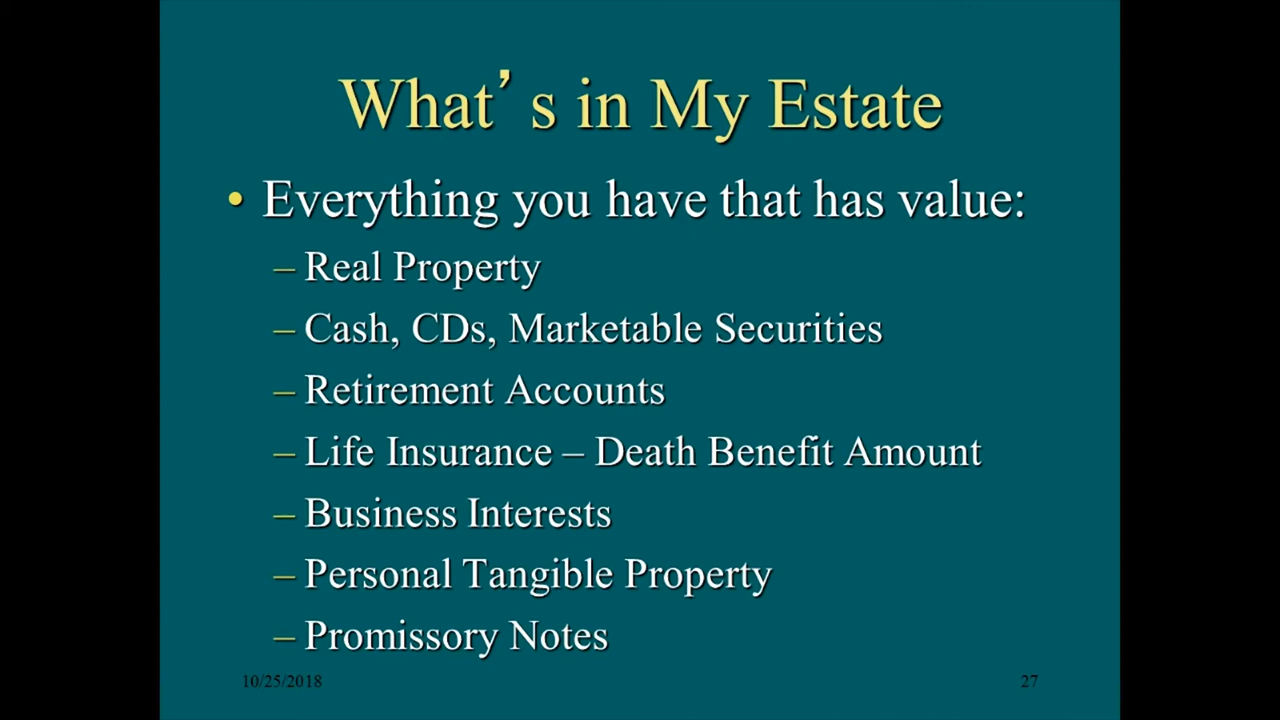 What’s in My Estate
• Everything you have that has value:
– Real Property
– Cash, CDs, Marketable Securities
– Retirement Accounts
– Life Insurance – Death Benefit Amount
– Business Interests
– Personal Tangible Property
– Promissory Notes
10/25/2018
27